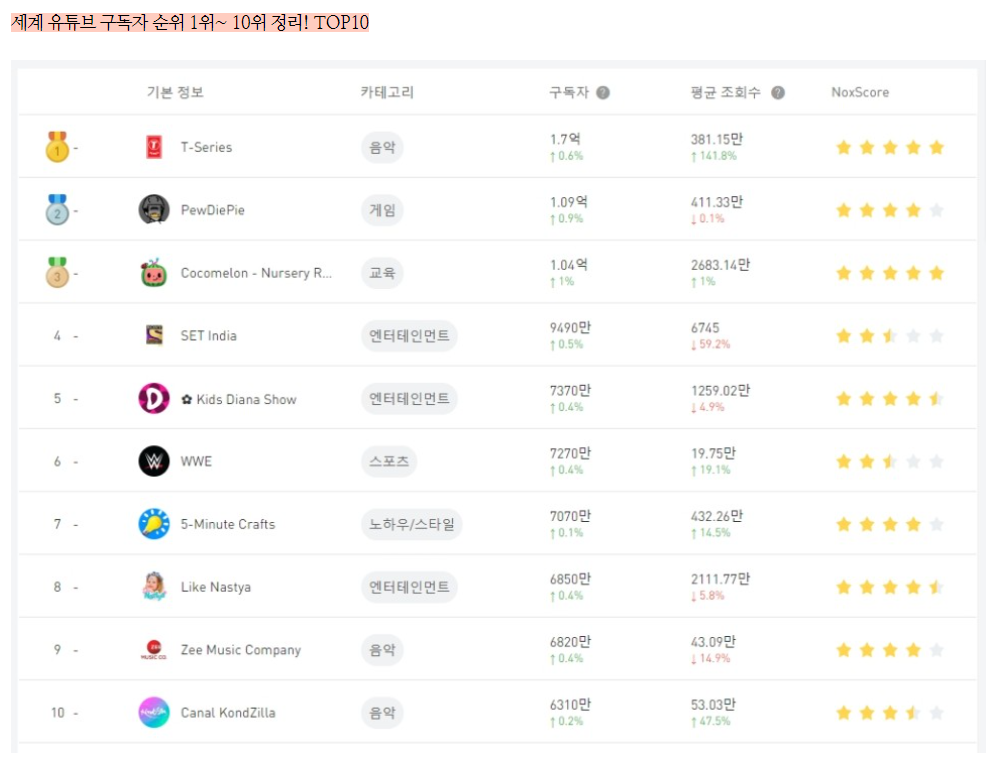 세계 유튜브 구독자 순위 1위~ 10위 정리! TOP10
기본 정보 카테고리 구독자 ? 평균 조회수 ? NoxScore
1 - T-Series 음악 1.7억 381.15만
↑0.6% ↑141.8%
2 - PewDiePie 게임 1.09억 411.33만
↑0.9% ↓0.1%
3 - Cocomelon - Nursery R... 교육 1.04억 2683.14만
↑1% ↑1%
4 - SET India 엔터테인먼트 9490만 6745
↑0.5% ↓59.2%
5 - ✿ Kids Diana Show 엔터테인먼트 7370만 1259.02만
↑0.4% ↓4.9%
6 - WWE 스포츠 7270만 19.75만
↑0.4% ↑19.1%
7 - 5-Minute Crafts 노하우/스타일 7070만 432.26만
↑0.1% ↑14.5%
8 - Like Nastya 엔터테인먼트 6850만 2111.77만
↑0.4% ↓5.8%
9 - Zee Music Company 음악 6820만 43.09만
↑0.4% ↓14.9%
10 - Canal KondZilla 음악 6310만 53.03만
↑0.2% ↑47.5%